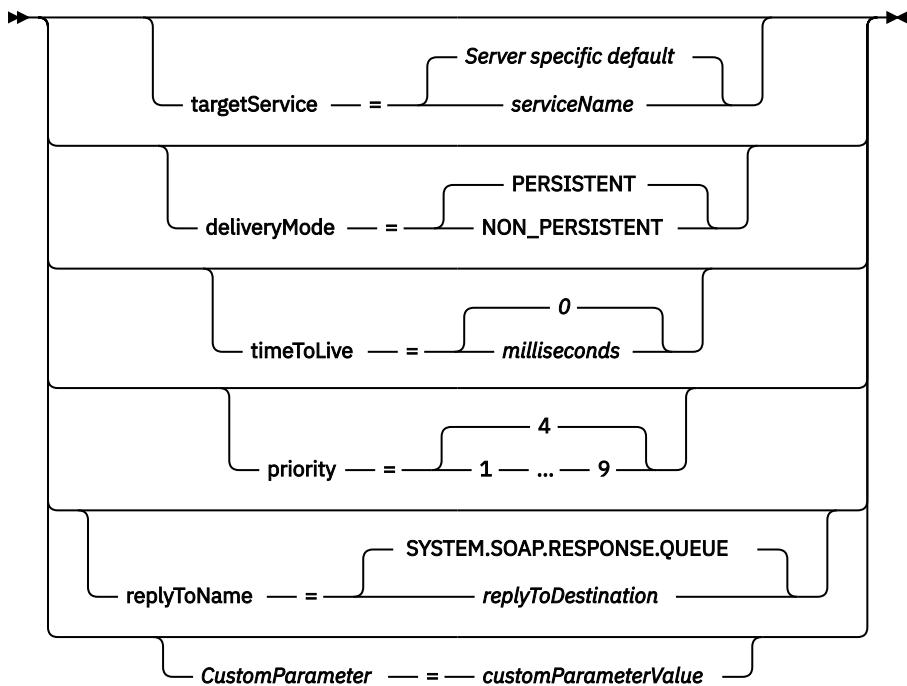 Server specific default
targetService = serviceName
PERSISTENT
deliveryMode = NON_PERSISTENT
0
timeToLive = milliseconds
4
priority = 1 ... 9
SYSTEM.SOAP.RESPONSE.QUEUE
replyToName = replyToDestination
CustomParameter = customParameterValue